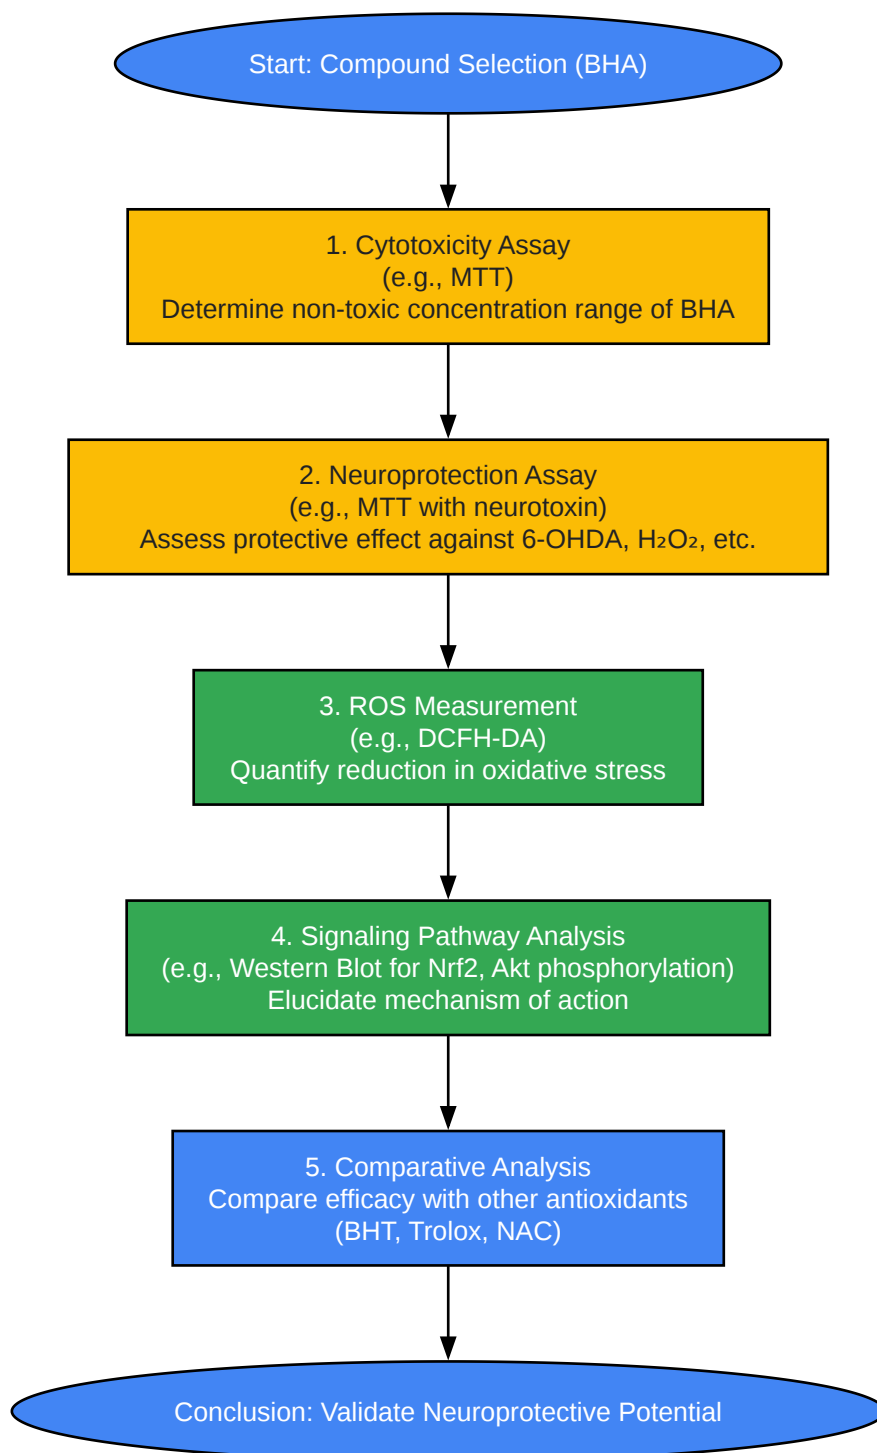 Start: Compound Selection (BHA)
1. Cytotoxicity Assay
(e.g., MTT)
Determine non-toxic concentration range of BHA
2. Neuroprotection Assay
(e.g., MTT with neurotoxin)
Assess protective effect against 6-OHDA, H₂O₂, etc.
3. ROS Measurement
(e.g., DCFH-DA)
Quantify reduction in oxidative stress
4. Signaling Pathway Analysis
(e.g., Western Blot for Nrf2, Akt phosphorylation)
Elucidate mechanism of action
5. Comparative Analysis
Compare efficacy with other antioxidants
(BHT, Trolox, NAC)
Conclusion: Validate Neuroprotective Potential